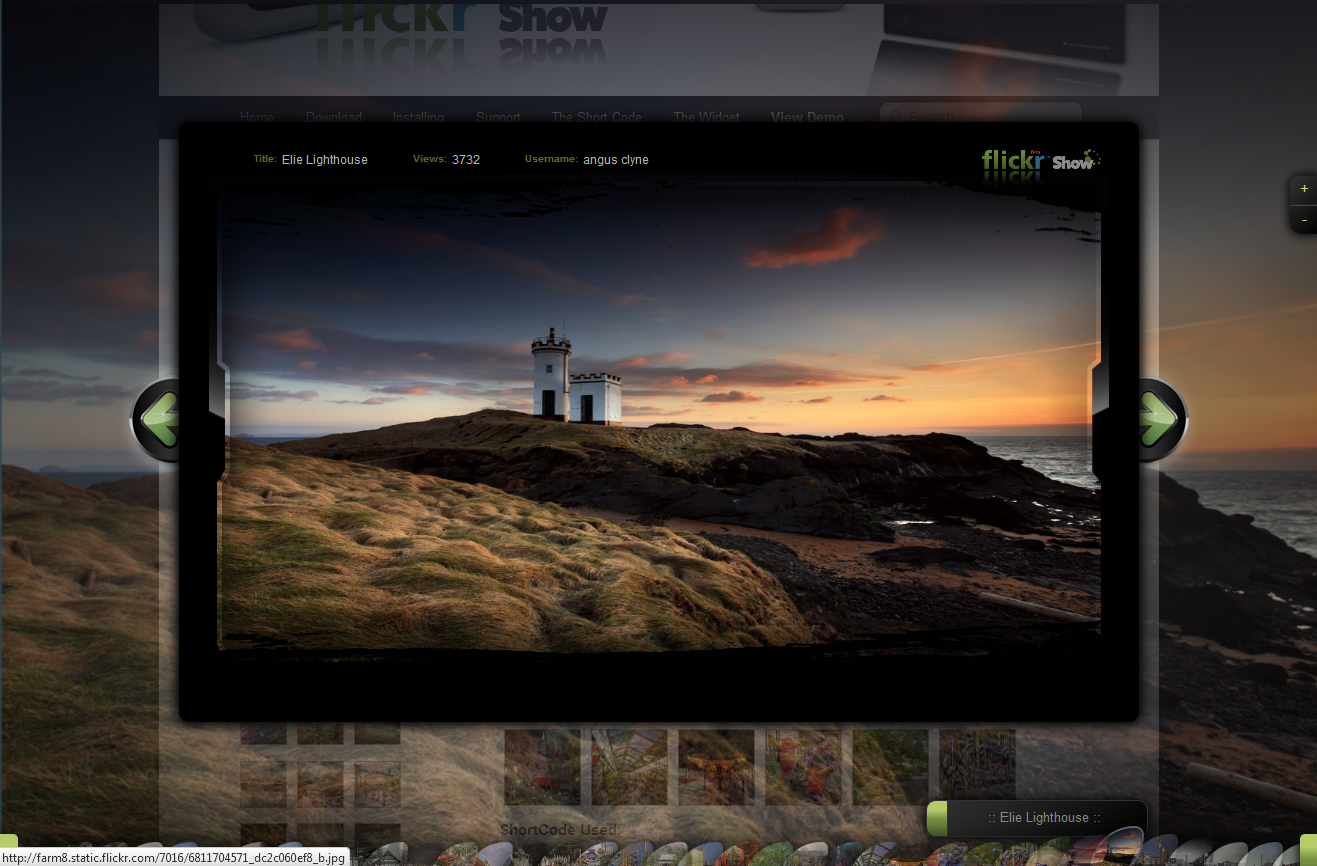 flickr Show
Home Download Installing Support The Short Code The Widget View Demo Search
Title: Elie Lighthouse Views: 3732 Username: angus clyne
flickr Show
+
-
:: Elie Lighthouse ::
ShortCode Used:
http://farm8.static.flickr.com/7016/6811704571_dc2c060ef8_b.jpg